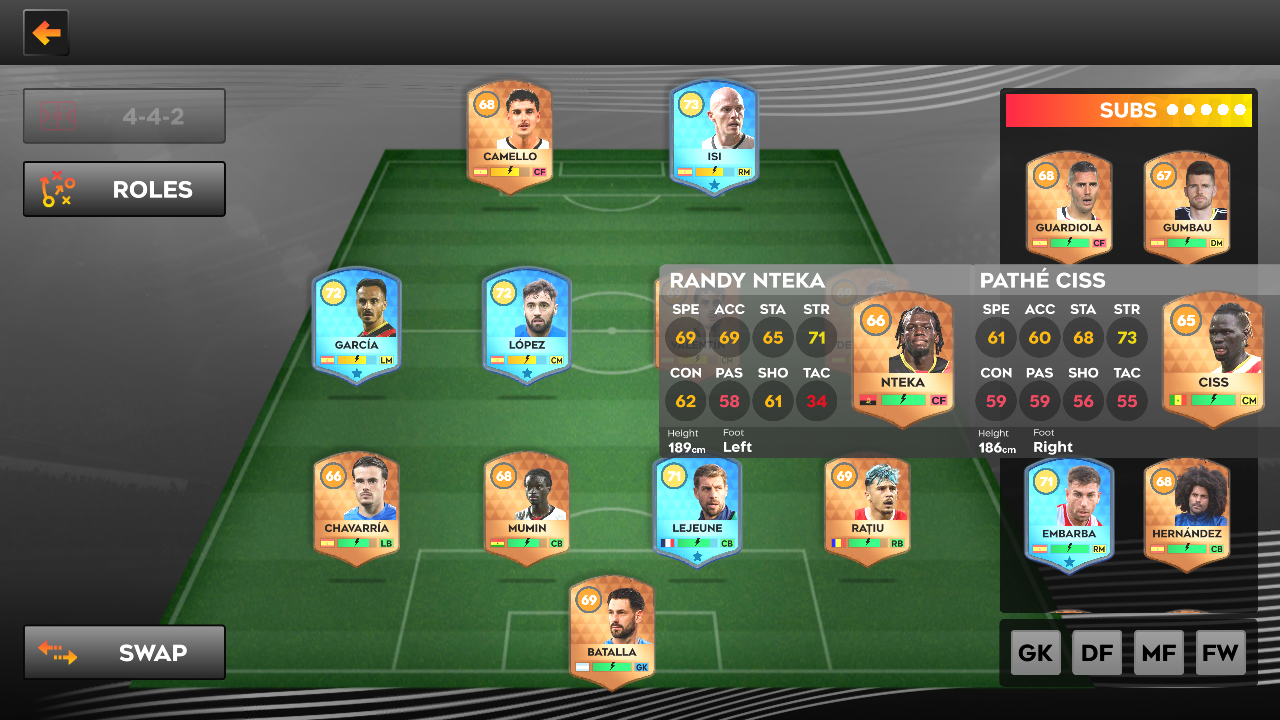 4-4-2
ROLES
SWAP
68
CAMELLO
CF
73
ISI
RM
72
GARCÍA
LM
72
LÓPEZ
CM
66
CHAVARRÍA
LB
68
MUMIN
CB
71
LEJEUNE
CB
69
RAȚIU
RB
69
BATALLA
GK
SUBS
68
GUARDIOLA
CF
67
GUMBAU
DM
RANDY NTEKA
SPE ACC STA STR
69 69 65 71
CON PAS SHO TAC
62 58 61 34
Height Foot
189cm Left
66
NTEKA
CF
PATHÉ CISS
SPE ACC STA STR
61 60 68 73
CON PAS SHO TAC
59 59 56 55
Height Foot
186cm Right
65
CISS
CM
71
EMBARBA
RM
68
HERNÁNDEZ
CB
GK DF MF FW